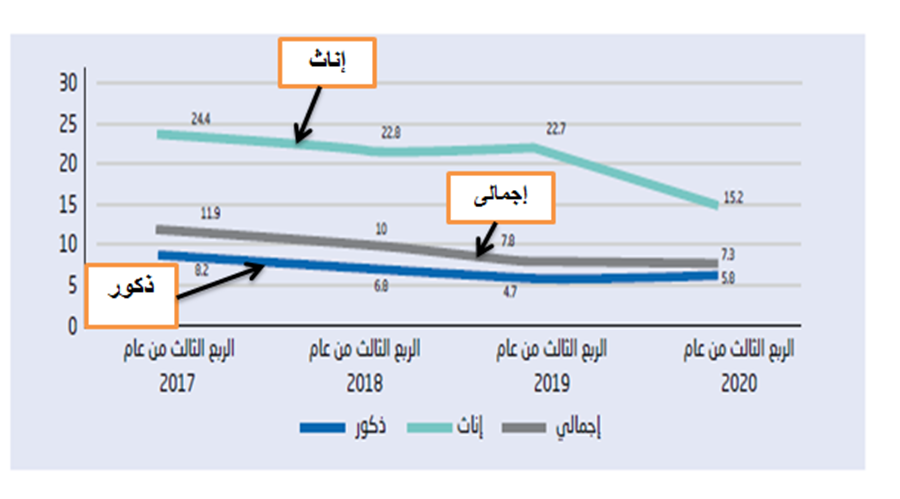 إناث
30
25
20
15
10
5
0
24.4
22.8
22.7
15.2
إجمالى
11.9
10
7.8
7.3
ذكور
8.2
6.8
4.7
5.8
الربع الثالث من عام 2017
الربع الثالث من عام 2018
الربع الثالث من عام 2019
الربع الثالث من عام 2020
ذكور
إناث
إجمالي